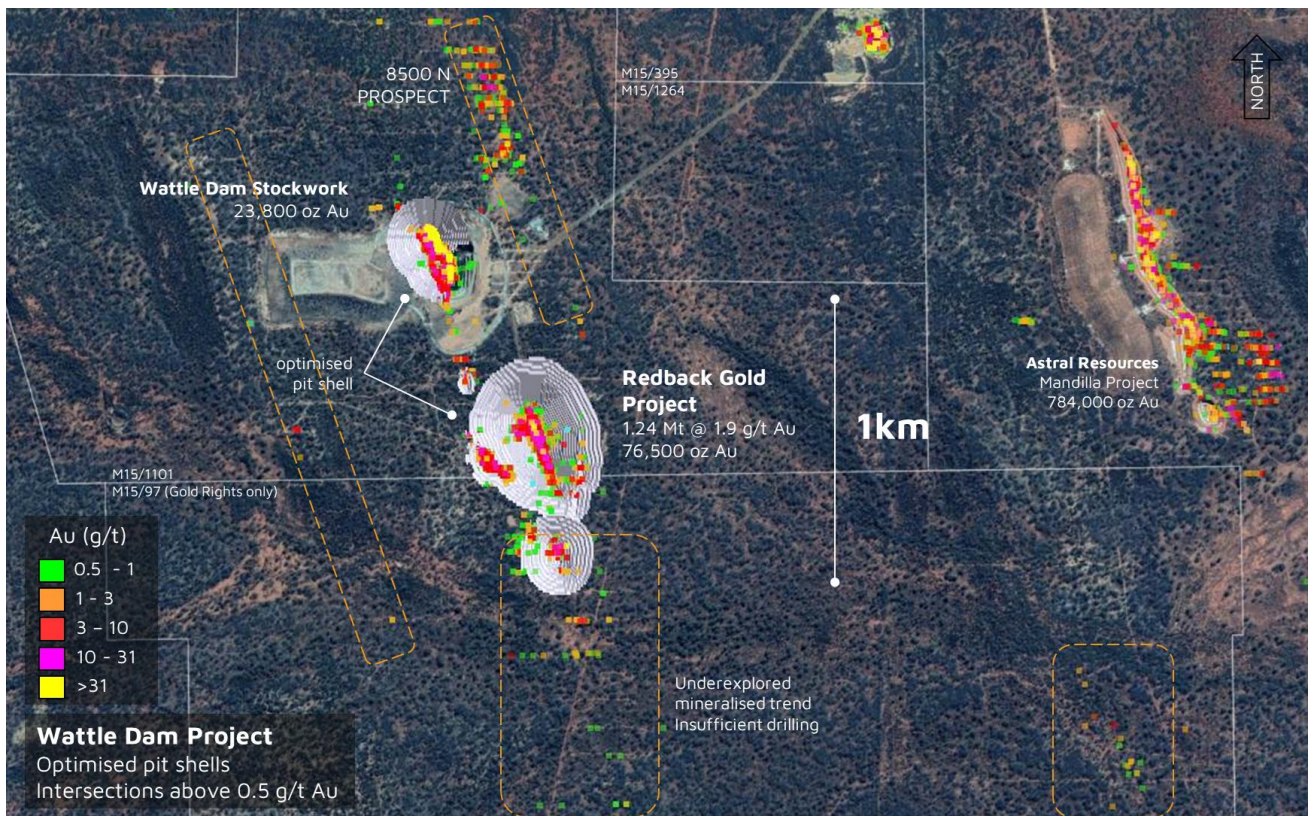 8500 N
PROSPECT
M15/395
M15/1264
NORTH
Wattle Dam Stockwork
23,800 oz Au
optimised
pit shell
Redback Gold
Project
1.24 Mt @ 1.9 g/t Au
76,500 oz Au
1km
Astral Resources
Mandilla Project
784,000 oz Au
M15/1101
M15/97 (Gold Rights only)
Au (g/t)
0.5 - 1
1 - 3
3 – 10
10 - 31
>31
Underexplored
mineralised trend
Insufficient drilling
Wattle Dam Project
Optimised pit shells
Intersections above 0.5 g/t Au